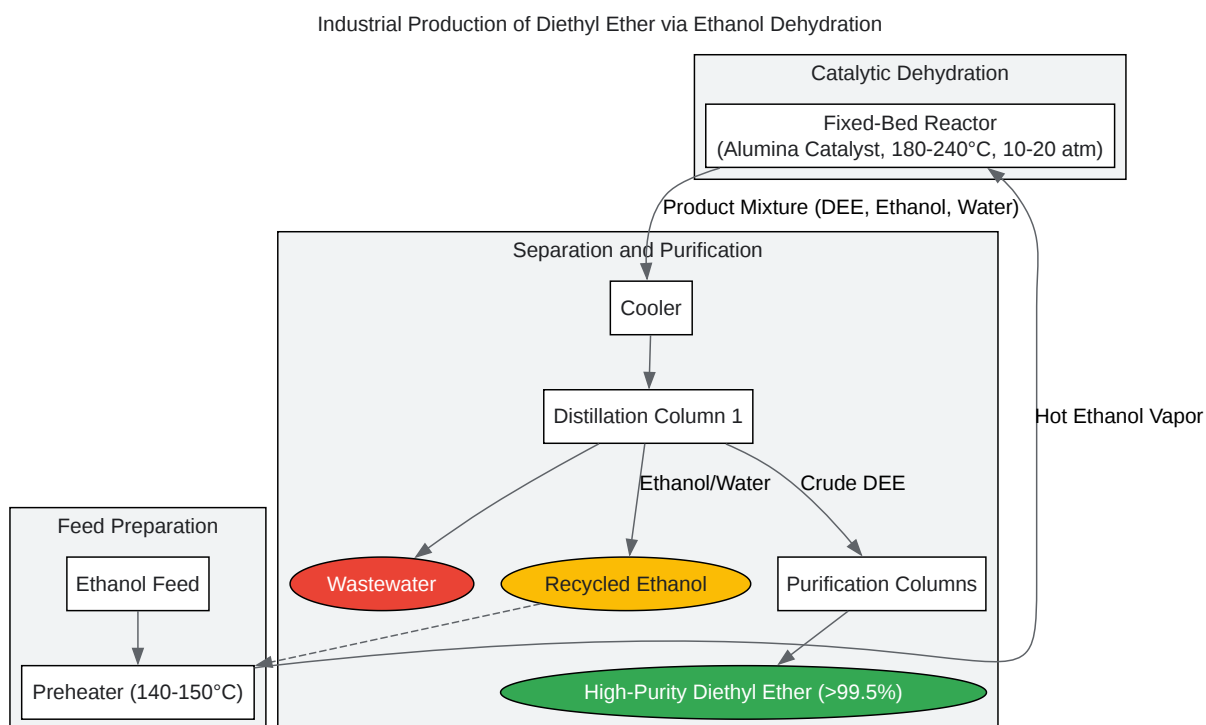 Industrial Production of Diethyl Ether via Ethanol Dehydration
Catalytic Dehydration
Fixed-Bed Reactor
(Alumina Catalyst, 180-240°C, 10-20 atm)
Product Mixture (DEE, Ethanol, Water)
Separation and Purification
Cooler
Distillation Column 1
Hot Ethanol Vapor
Ethanol/Water
Crude DEE
Feed Preparation
Ethanol Feed
Wastewater
Recycled Ethanol
Purification Columns
Preheater (140-150°C)
High-Purity Diethyl Ether (>99.5%)